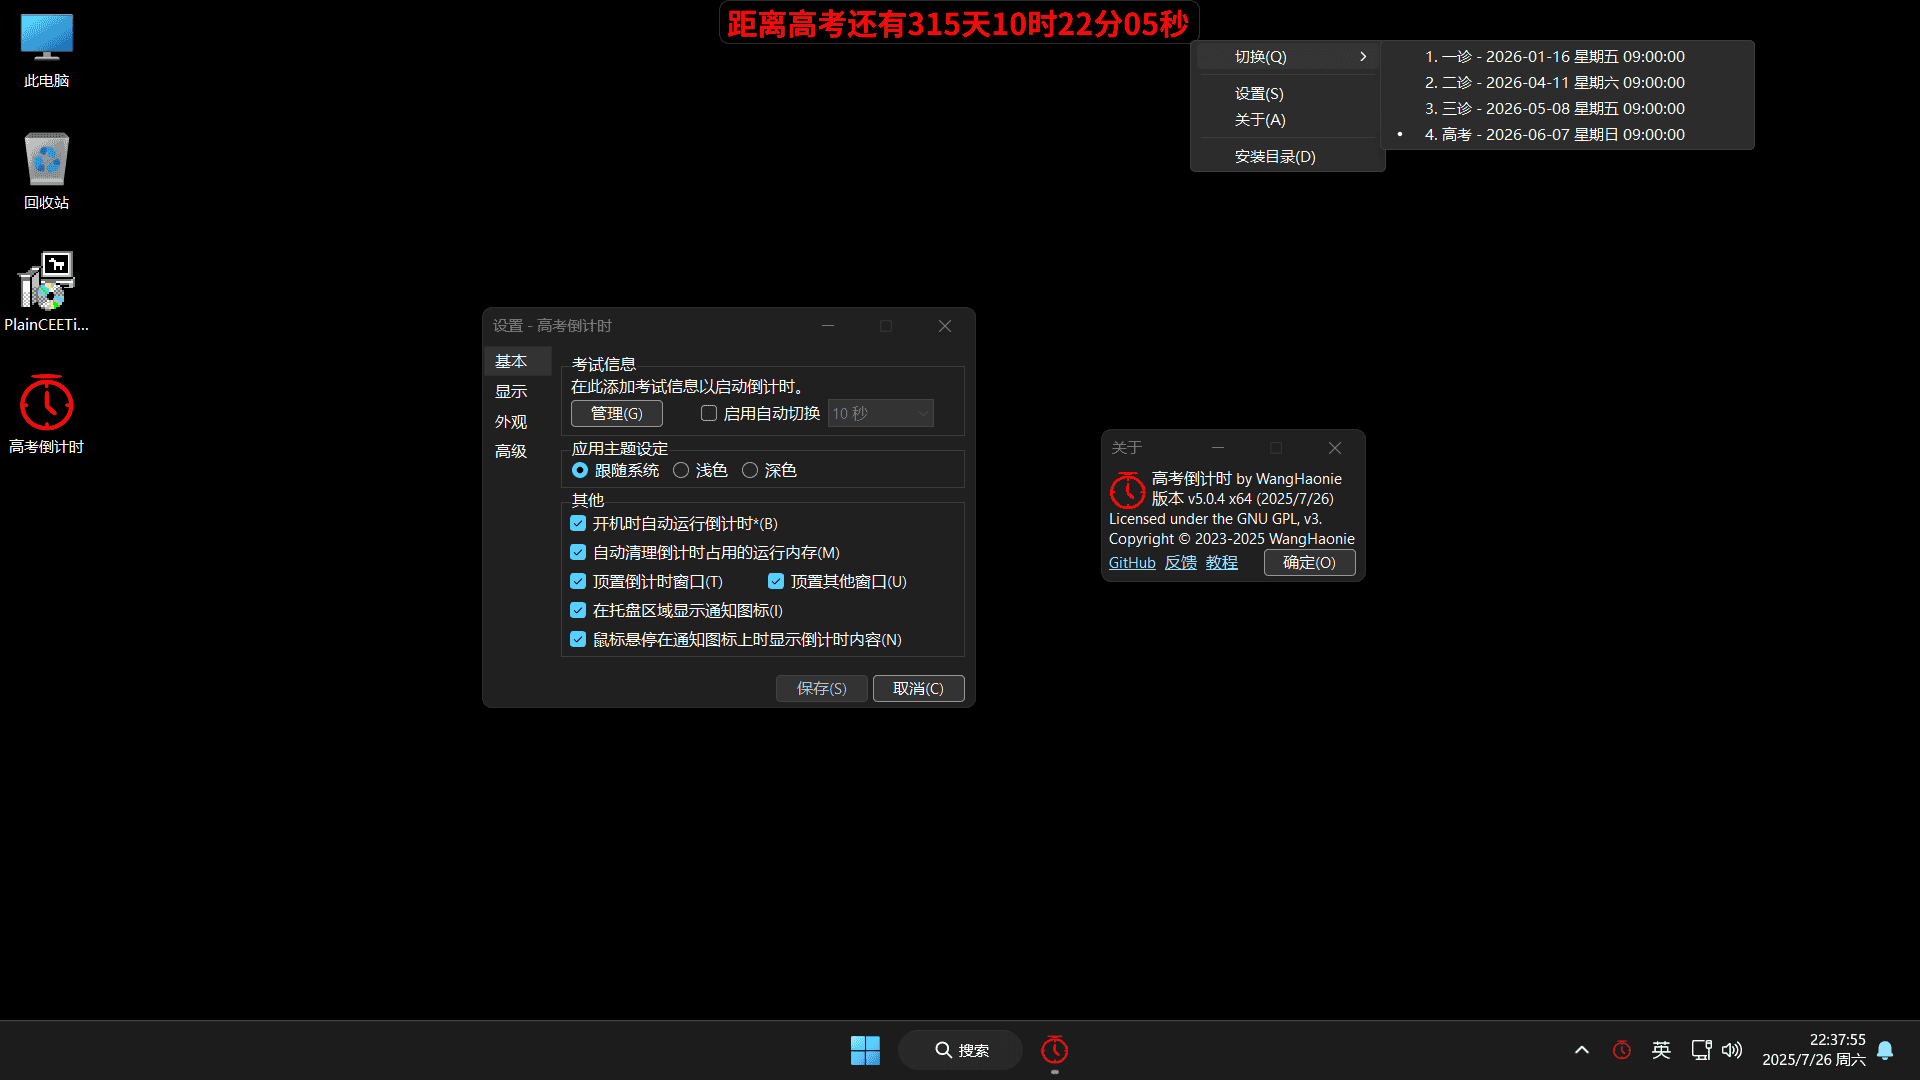 距离高考还有315天10时22分05秒
此电脑
回收站
PlainCEETi...
高考倒计时
切换(Q)
设置(S)
关于(A)
安装目录(D)
1. 一诊 - 2026-01-16 星期五 09:00:00
2. 二诊 - 2026-04-11 星期六 09:00:00
3. 三诊 - 2026-05-08 星期五 09:00:00
• 4. 高考 - 2026-06-07 星期日 09:00:00
设置 - 高考倒计时
基本
显示
外观
高级
考试信息
在此添加考试信息以启动倒计时。
管理(G) 启用自动切换 10 秒
应用主题设定
跟随系统 浅色 深色
其他
开机时自动运行倒计时*(B)
自动清理倒计时占用的运行内存(M)
顶置倒计时窗口(T) 顶置其他窗口(U)
在托盘区域显示通知图标(I)
鼠标悬停在通知图标上时显示倒计时内容(N)
保存(S) 取消(C)
关于
高考倒计时 by WangHaonie
版本 v5.0.4 x64 (2025/7/26)
Licensed under the GNU GPL, v3.
Copyright © 2023-2025 WangHaonie
GitHub 反馈 教程 确定(O)
搜索
英
22:37:55
2025/7/26 周六